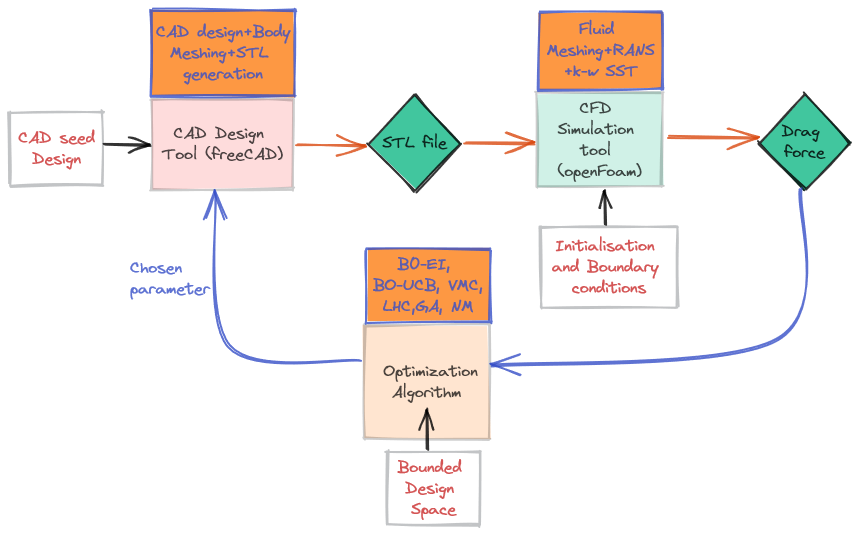 CAD design+Body
Meshing+STL
generation
Fluid
Meshing+RANS
+k-w SST
CAD seed
Design
CAD Design
Tool (freeCAD)
STL file
CFD
Simulation
tool
(openFoam)
Drag
force
Initialisation
and Boundary
conditions
Chosen
parameter
BO-EI,
BO-UCB, VMC,
LHC,GA, NM
Optimization
Algorithm
Bounded
Design
Space